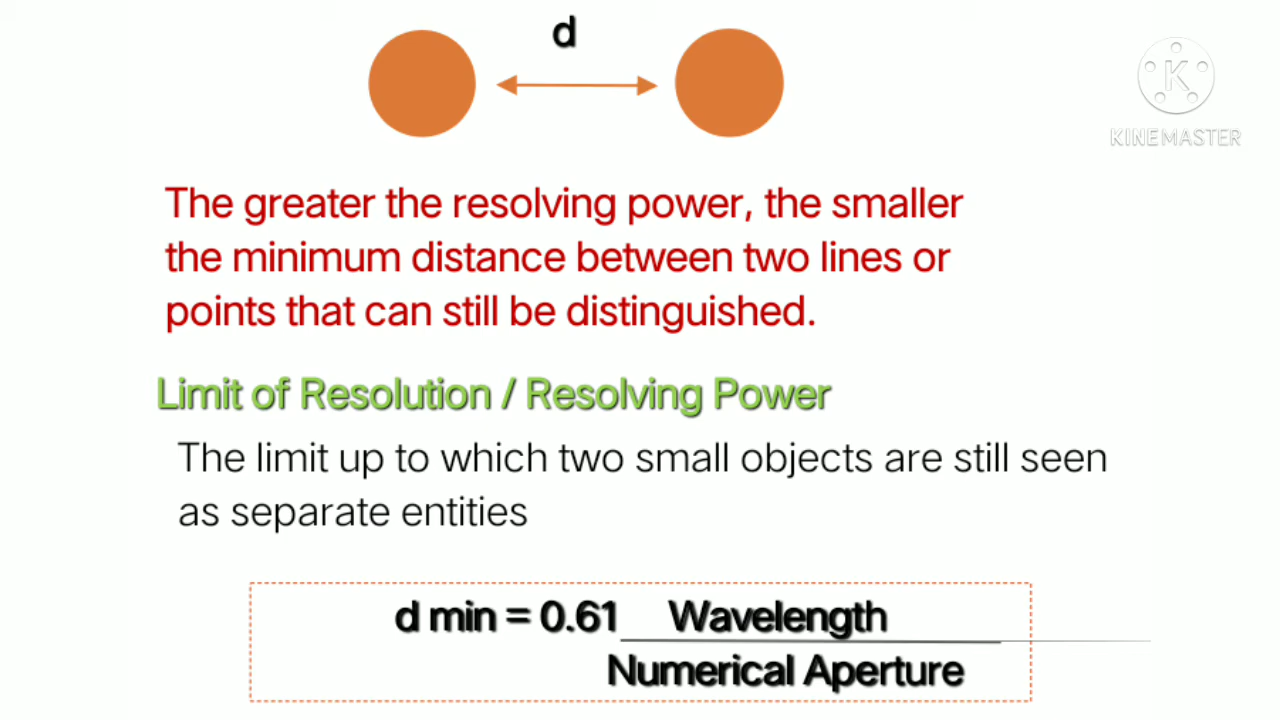 d
K
KINEMASTER
The greater the resolving power, the smaller
the minimum distance between two lines or
points that can still be distinguished.
Limit of Resolution / Resolving Power
The limit up to which two small objects are still seen
as separate entities
d min = 0.61 Wavelength
Numerical Aperture